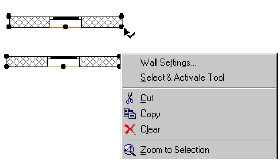 Wall Settings...
Select & Activate Tool
Cut
Copy
Clear
Zoom to Selection